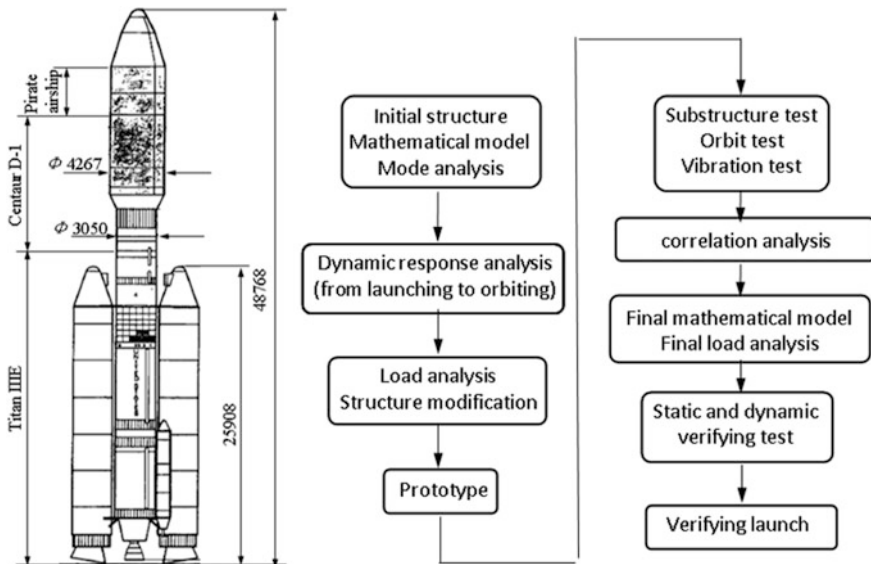 Pirate
airship
Centaur D-1
Titan IIIE
Φ 4267
Φ 3050
48768
25908
Initial structure
Mathematical model
Mode analysis
Dynamic response analysis
(from launching to orbiting)
Load analysis
Structure modification
Prototype
Substructure test
Orbit test
Vibration test
correlation analysis
Final mathematical model
Final load analysis
Static and dynamic
verifying test
Verifying launch